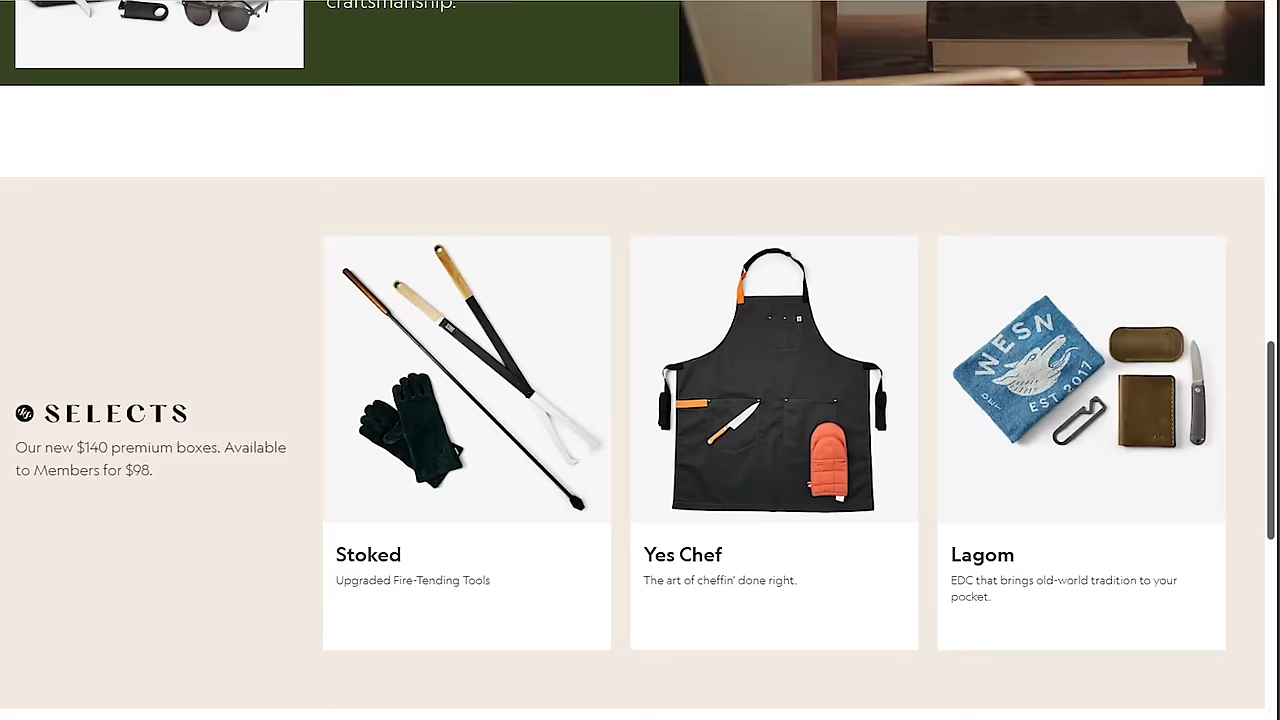 craftsmanship.
SELECTS
Our new $140 premium boxes. Available
to Members for $98.
WESN
DET
EST 2017
Stoked
Upgraded Fire-Tending Tools
Yes Chef
The art of cheffin' done right.
Lagom
EDC that brings old-world tradition to your
pocket.